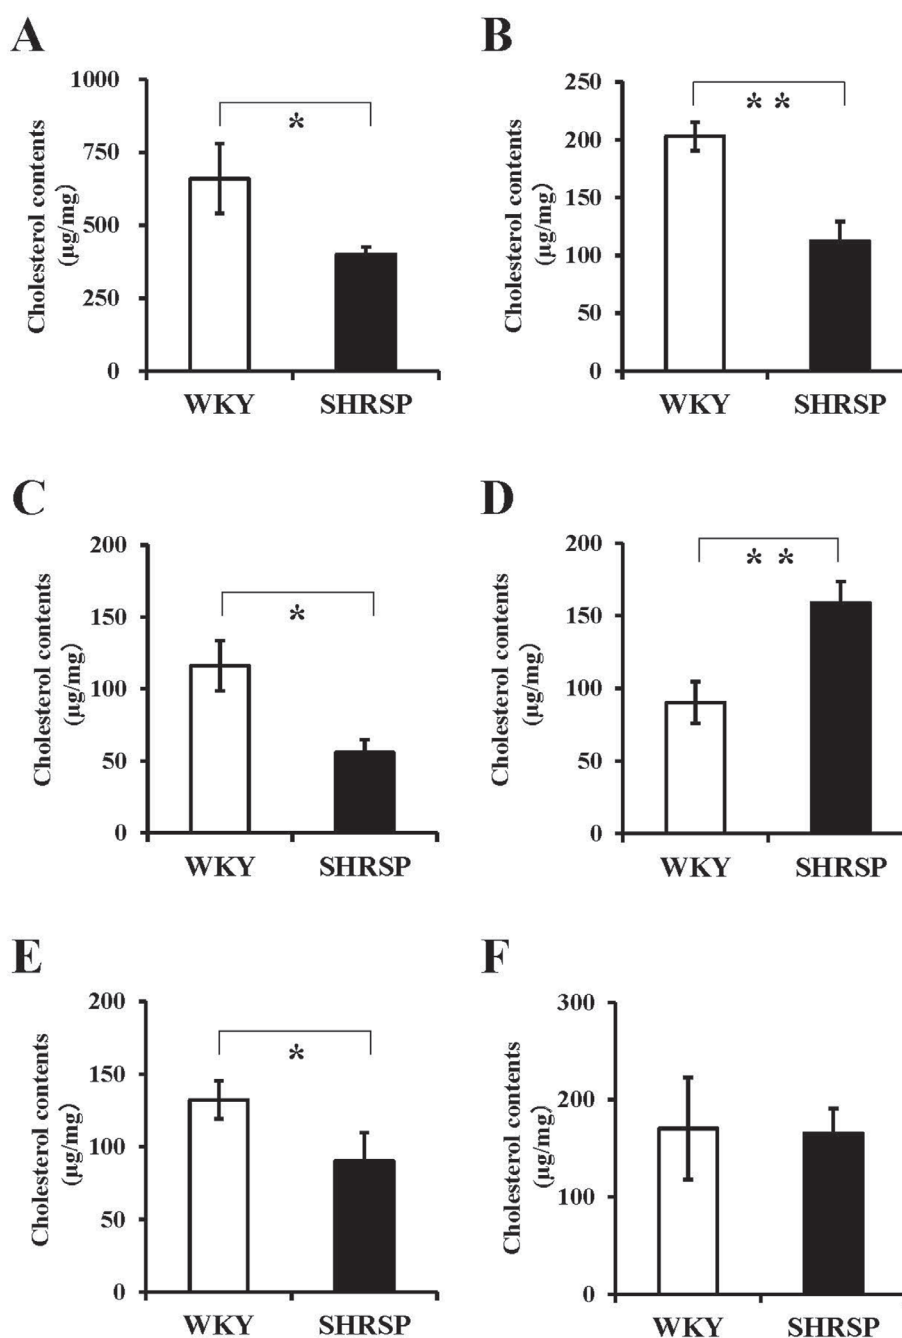 A
Cholesterol contents
(µg/mg)
1000
750
500
250
0
*
WKY SHRSP
B
Cholesterol contents
(µg/mg)
250
200
150
100
50
0
* *
WKY SHRSP
C
Cholesterol contents
(µg/mg)
200
150
100
50
0
*
WKY SHRSP
D
Cholesterol contents
(µg/mg)
200
150
100
50
0
* *
WKY SHRSP
E
Cholesterol contents
(µg/mg)
200
150
100
50
0
*
WKY SHRSP
F
Cholesterol contents
(µg/mg)
300
200
100
0
WKY SHRSP